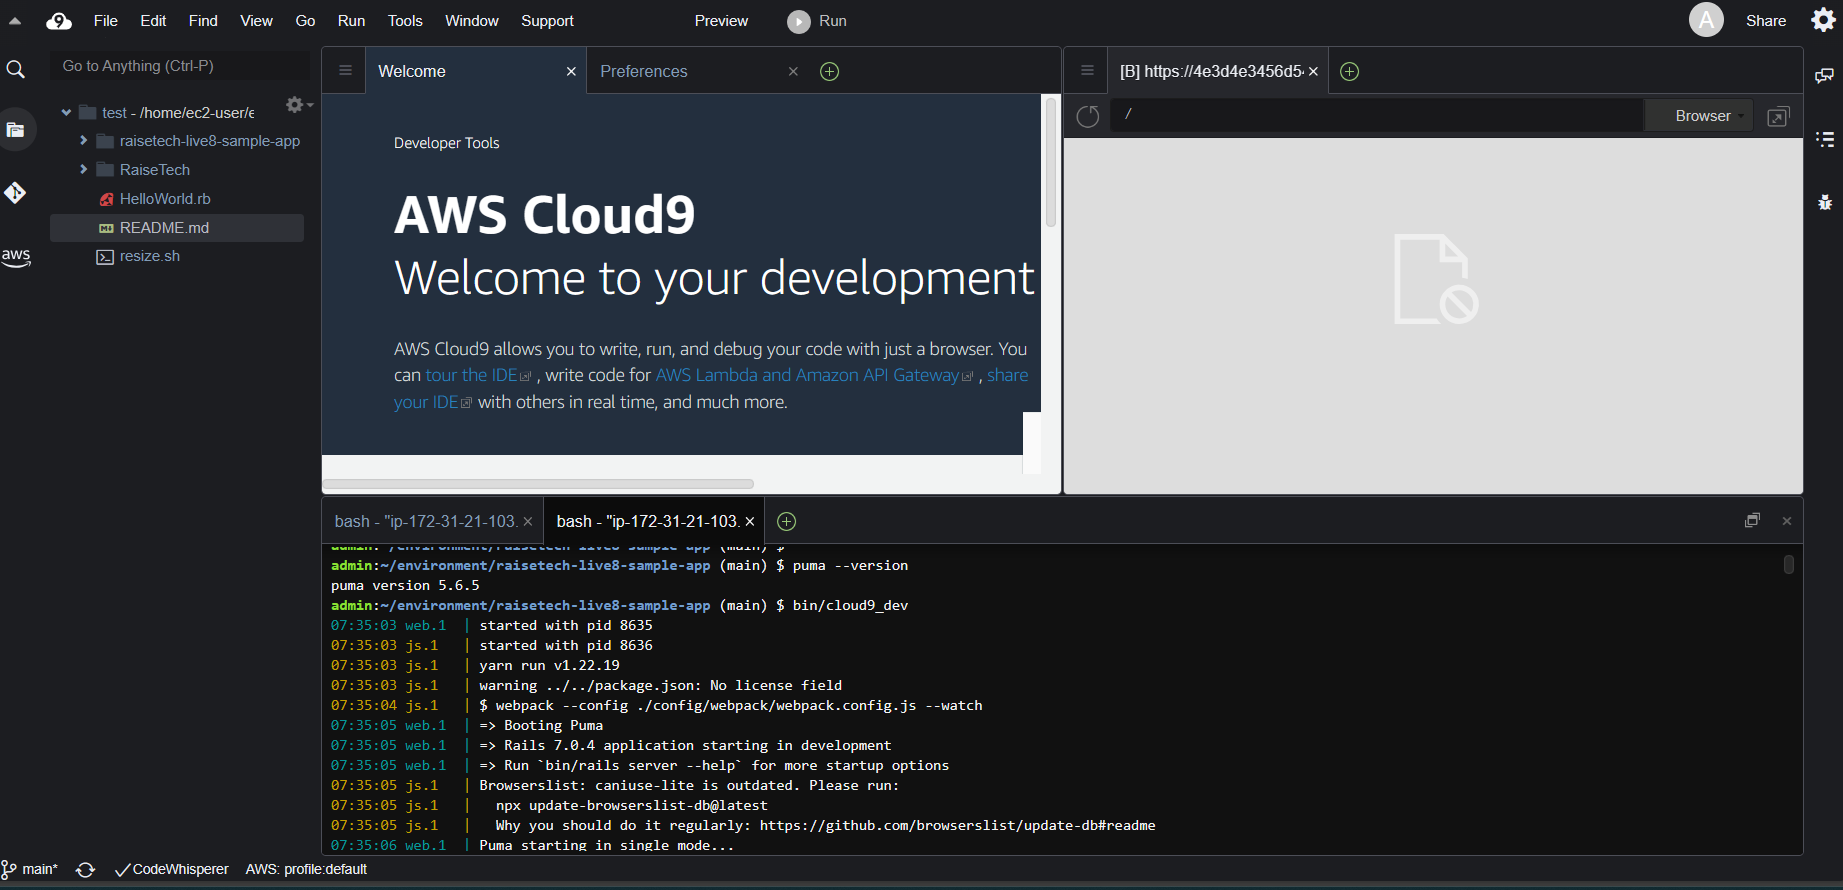 File Edit Find View Go Run Tools Window Support Preview Run A Share
Go to Anything (Ctrl-P)
test - /home/ec2-user/e
raisetech-live8-sample-app
RaiseTech
HelloWorld.rb
README.md
resize.sh
aws
Welcome
Preferences
Developer Tools
AWS Cloud9
Welcome to your development
AWS Cloud9 allows you to write, run, and debug your code with just a browser. You
can tour the IDE , write code for AWS Lambda and Amazon API Gateway , share
your IDE with others in real time, and much more.
[B] https://4e3d4e3456d5
/
Browser
bash - "ip-172-31-21-103.
bash - "ip-172-31-21-103.
admin:~/environment/raisetech-live8-sample-app (main) $
admin:~/environment/raisetech-live8-sample-app (main) $ puma --version
puma version 5.6.5
admin:~/environment/raisetech-live8-sample-app (main) $ bin/cloud9_dev
07:35:03 web.1 | started with pid 8635
07:35:03 js.1 | started with pid 8636
07:35:03 js.1 | yarn run v1.22.19
07:35:03 js.1 | warning ../../package.json: No license field
07:35:04 js.1 | $ webpack --config ./config/webpack/webpack.config.js --watch
07:35:05 web.1 | => Booting Puma
07:35:05 web.1 | => Rails 7.0.4 application starting in development
07:35:05 web.1 | => Run `bin/rails server --help` for more startup options
07:35:05 js.1 | Browserslist: caniuse-lite is outdated. Please run:
07:35:05 js.1 | npx update-browserslist-db@latest
07:35:05 js.1 | Why you should do it regularly: https://github.com/browserslist/update-db#readme
07:35:06 web.1 | Puma starting in single mode...
main* CodeWhisperer AWS: profile:default